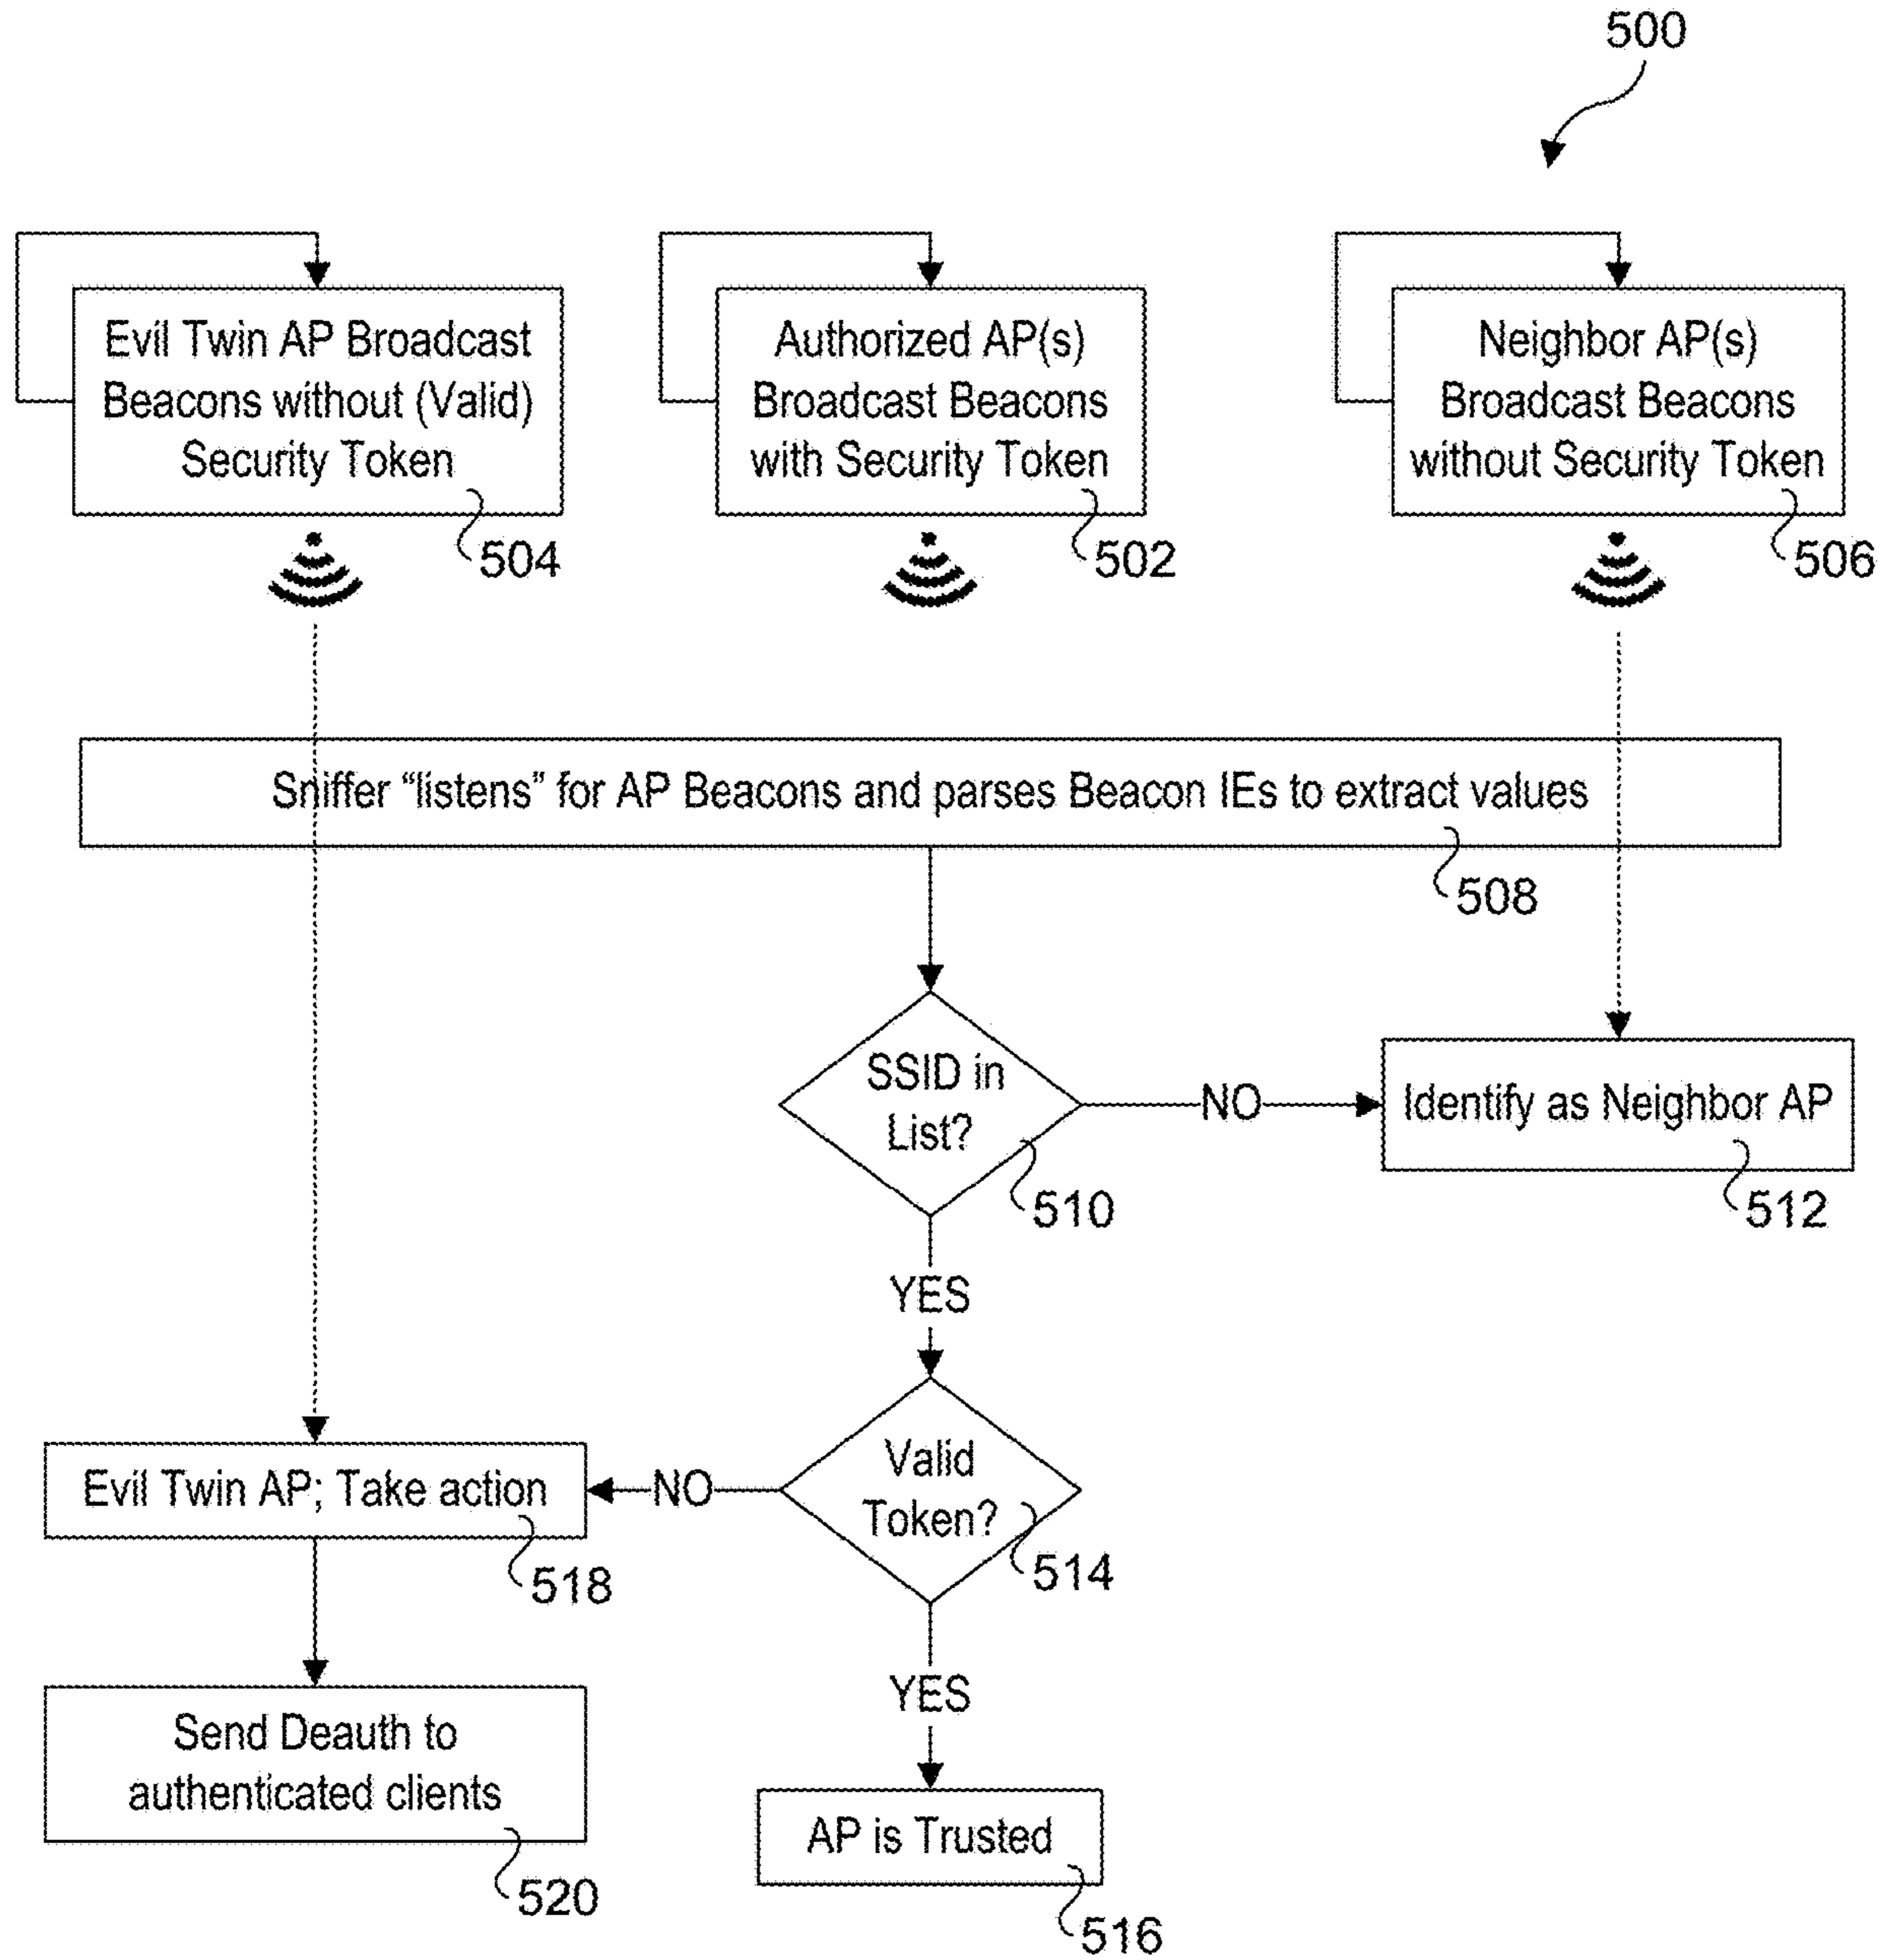 500
Evil Twin AP Broadcast
Beacons without (Valid)
Security Token
504
Authorized AP(s)
Broadcast Beacons
with Security Token
502
Neighbor AP(s)
Broadcast Beacons
without Security Token
506
Sniffer “listens” for AP Beacons and parses Beacon IEs to extract values
508
SSID in
List?
510
NO
Identify as Neighbor AP
512
YES
Valid
Token?
514
NO
Evil Twin AP; Take action
518
YES
Send Deauth to
authenticated clients
520
AP is Trusted
516